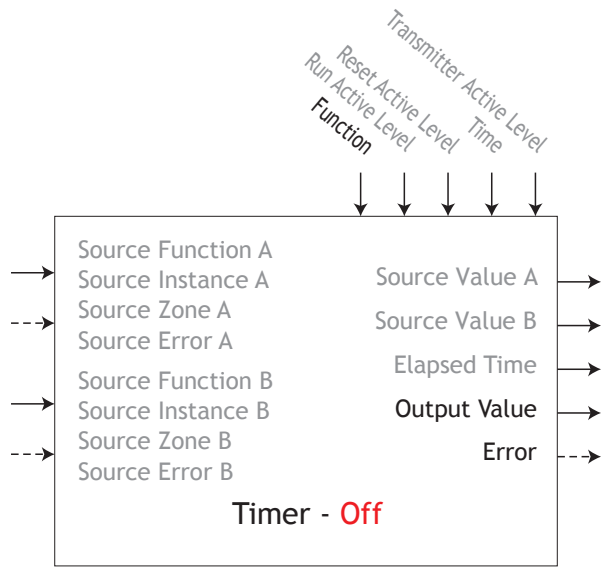 Function
Run Active Level
Reset Active Level
Time
Transmitter Active Level
Source Function A
Source Instance A
Source Zone A
Source Error A
Source Function B
Source Instance B
Source Zone B
Source Error B
Source Value A
Source Value B
Elapsed Time
Output Value
Error
Timer - Off